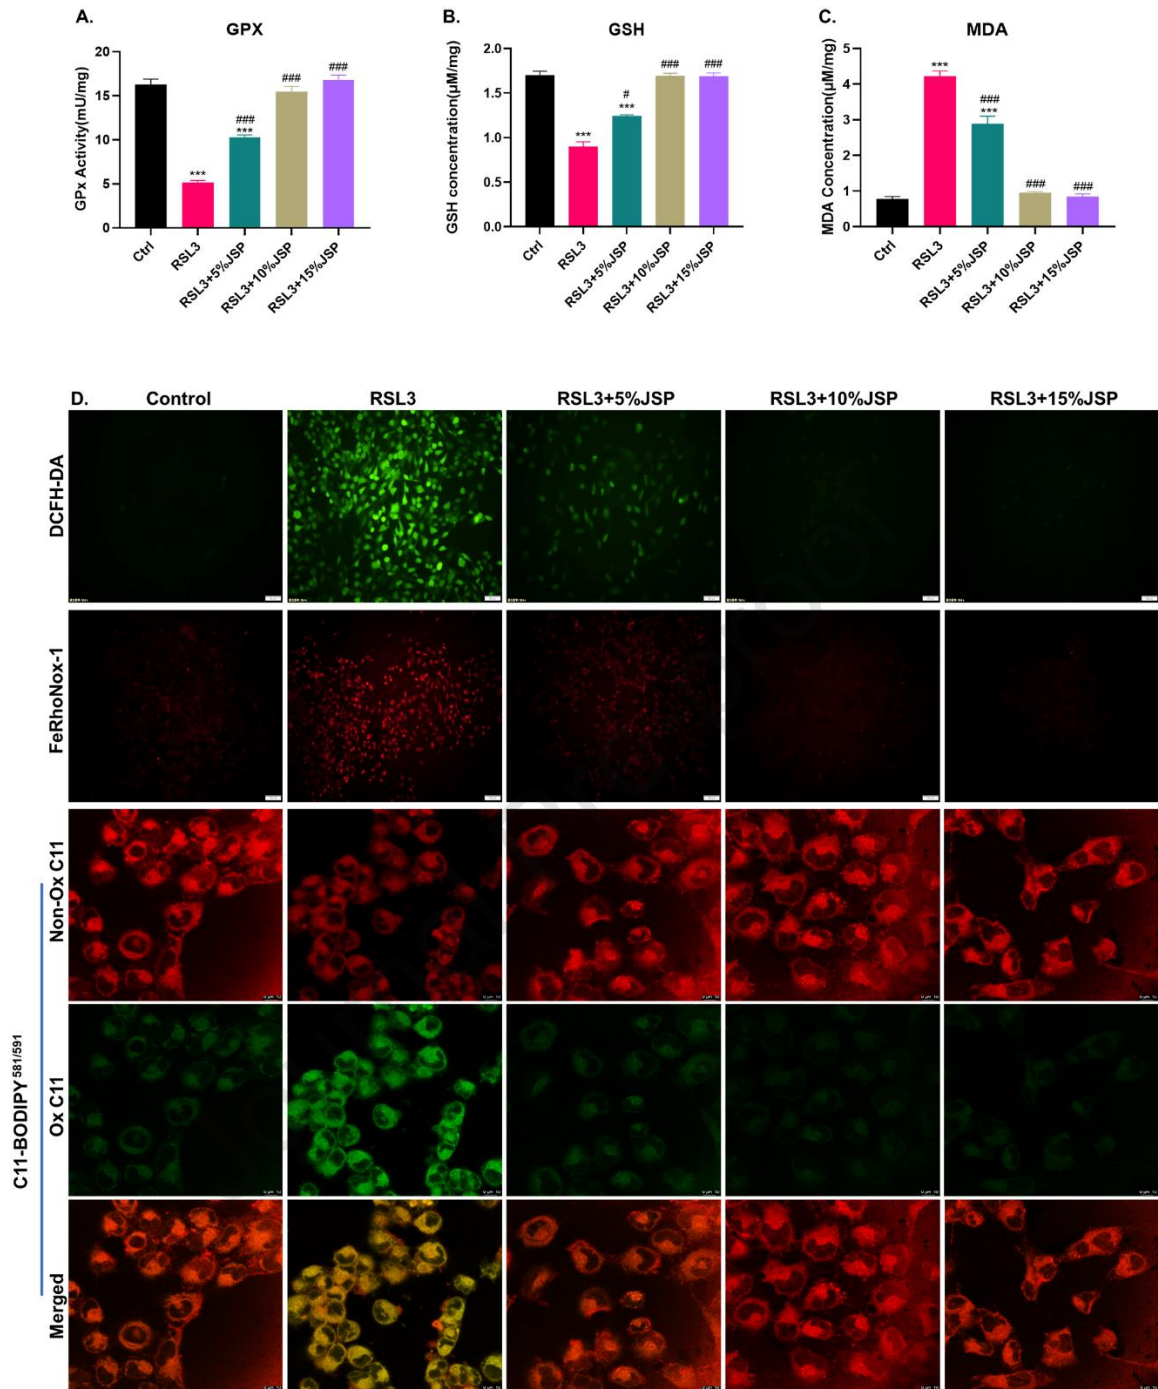 A.
GPX
GPx Activity(mU/mg)
20
15
10
5
0
***
###
***
###
###
Ctrl
RSL3
RSL3+5%JSP
RSL3+10%JSP
RSL3+15%JSP
B.
GSH
GSH concentration(μM/mg)
2.0
1.5
1.0
0.5
0.0
***
#
***
###
###
Ctrl
RSL3
RSL3+5%JSP
RSL3+10%JSP
RSL3+15%JSP
C.
MDA
MDA Concentration(μM/mg)
5
4
3
2
1
0
***
###
***
###
###
Ctrl
RSL3
RSL3+5%JSP
RSL3+10%JSP
RSL3+15%JSP
D.
Control
RSL3
RSL3+5%JSP
RSL3+10%JSP
RSL3+15%JSP
DCFH-DA
FeRhoNox-1
C11-BODIPY581/591
Non-Ox C11
Ox C11
Merged